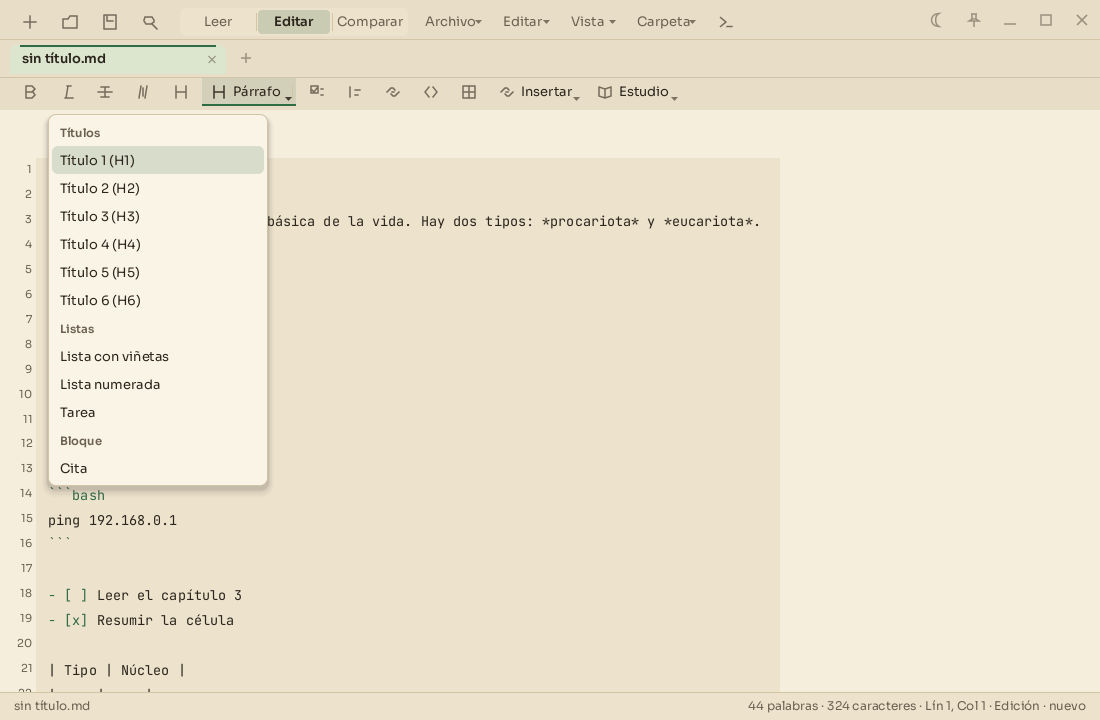 Leer Editar Comparar Archivo Editar Vista Carpeta
sin título.md
Párrafo Insertar Estudio
Títulos
Título 1 (H1)
Título 2 (H2)
Título 3 (H3)
Título 4 (H4)
Título 5 (H5)
Título 6 (H6)
Listas
Lista con viñetas
Lista numerada
Tarea
Bloque
Cita
1
2
3 básica de la vida. Hay dos tipos: *procariota* y *eucariota*.
4
5
6
7
8
9
10
11
12
13
14 ```bash
15 ping 192.168.0.1
16 ```
17
18 - [ ] Leer el capítulo 3
19 - [x] Resumir la célula
20
21 | Tipo | Núcleo |
sin título.md 44 palabras · 324 caracteres · Lín 1, Col 1 · Edición · nuevo